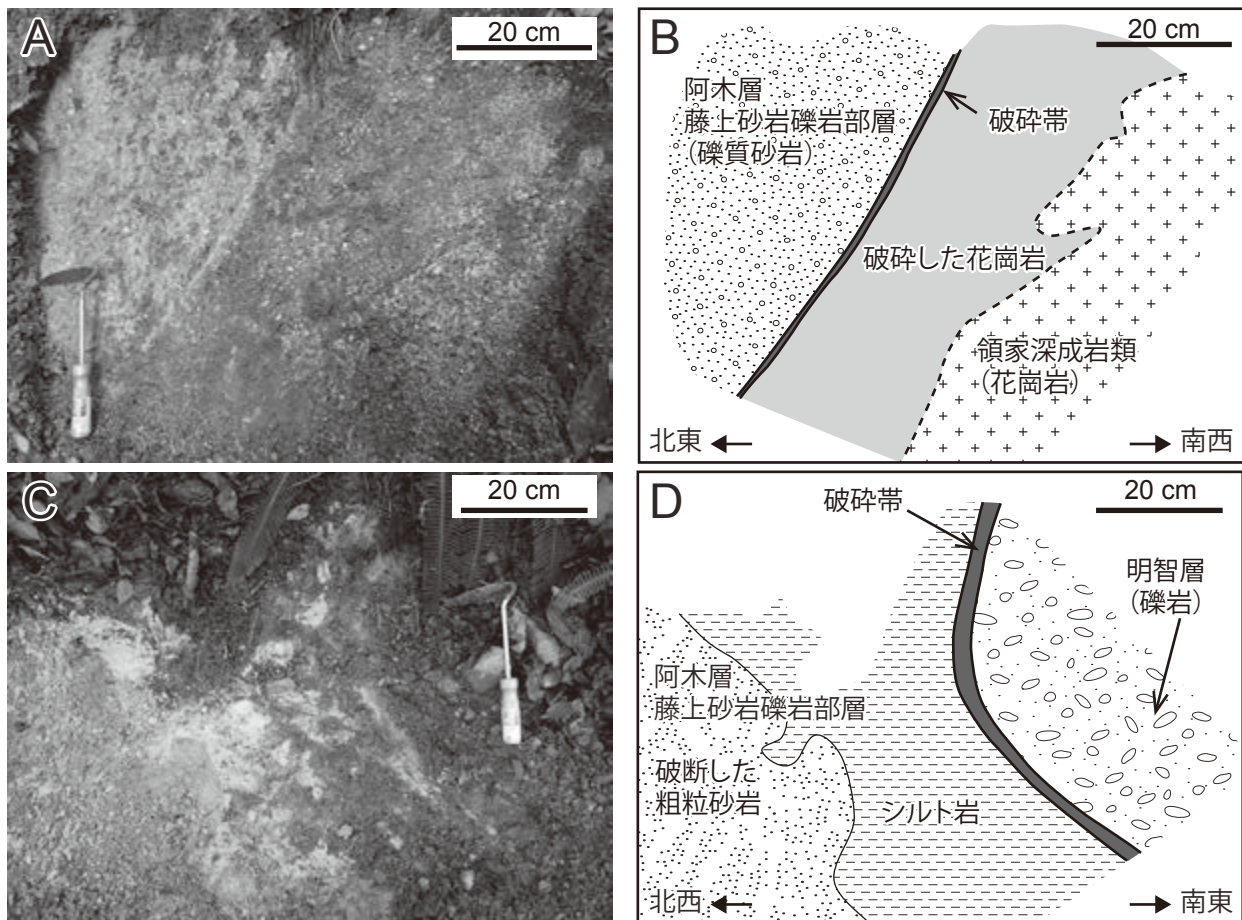 A
20 cm
B
20 cm
阿木層
藤上砂岩礫岩部層
(礫質砂岩)
破砕帯
破砕した花崗岩
領家深成岩類
(花崗岩)
北東
南西
C
20 cm
D
20 cm
破砕帯
明智層
(礫岩)
阿木層
藤上砂岩礫岩部層
破断した
粗粒砂岩
シルト岩
北西
南東